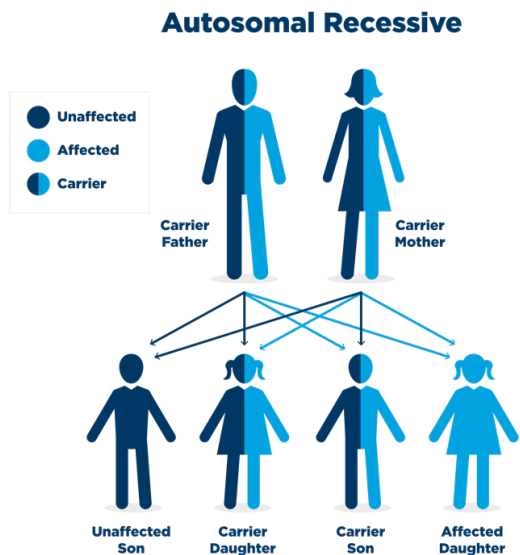 Autosomal Recessive
Unaffected
Affected
Carrier
Carrier
Father
Carrier
Mother
Unaffected
Son
Carrier
Daughter
Carrier
Son
Affected
Daughter